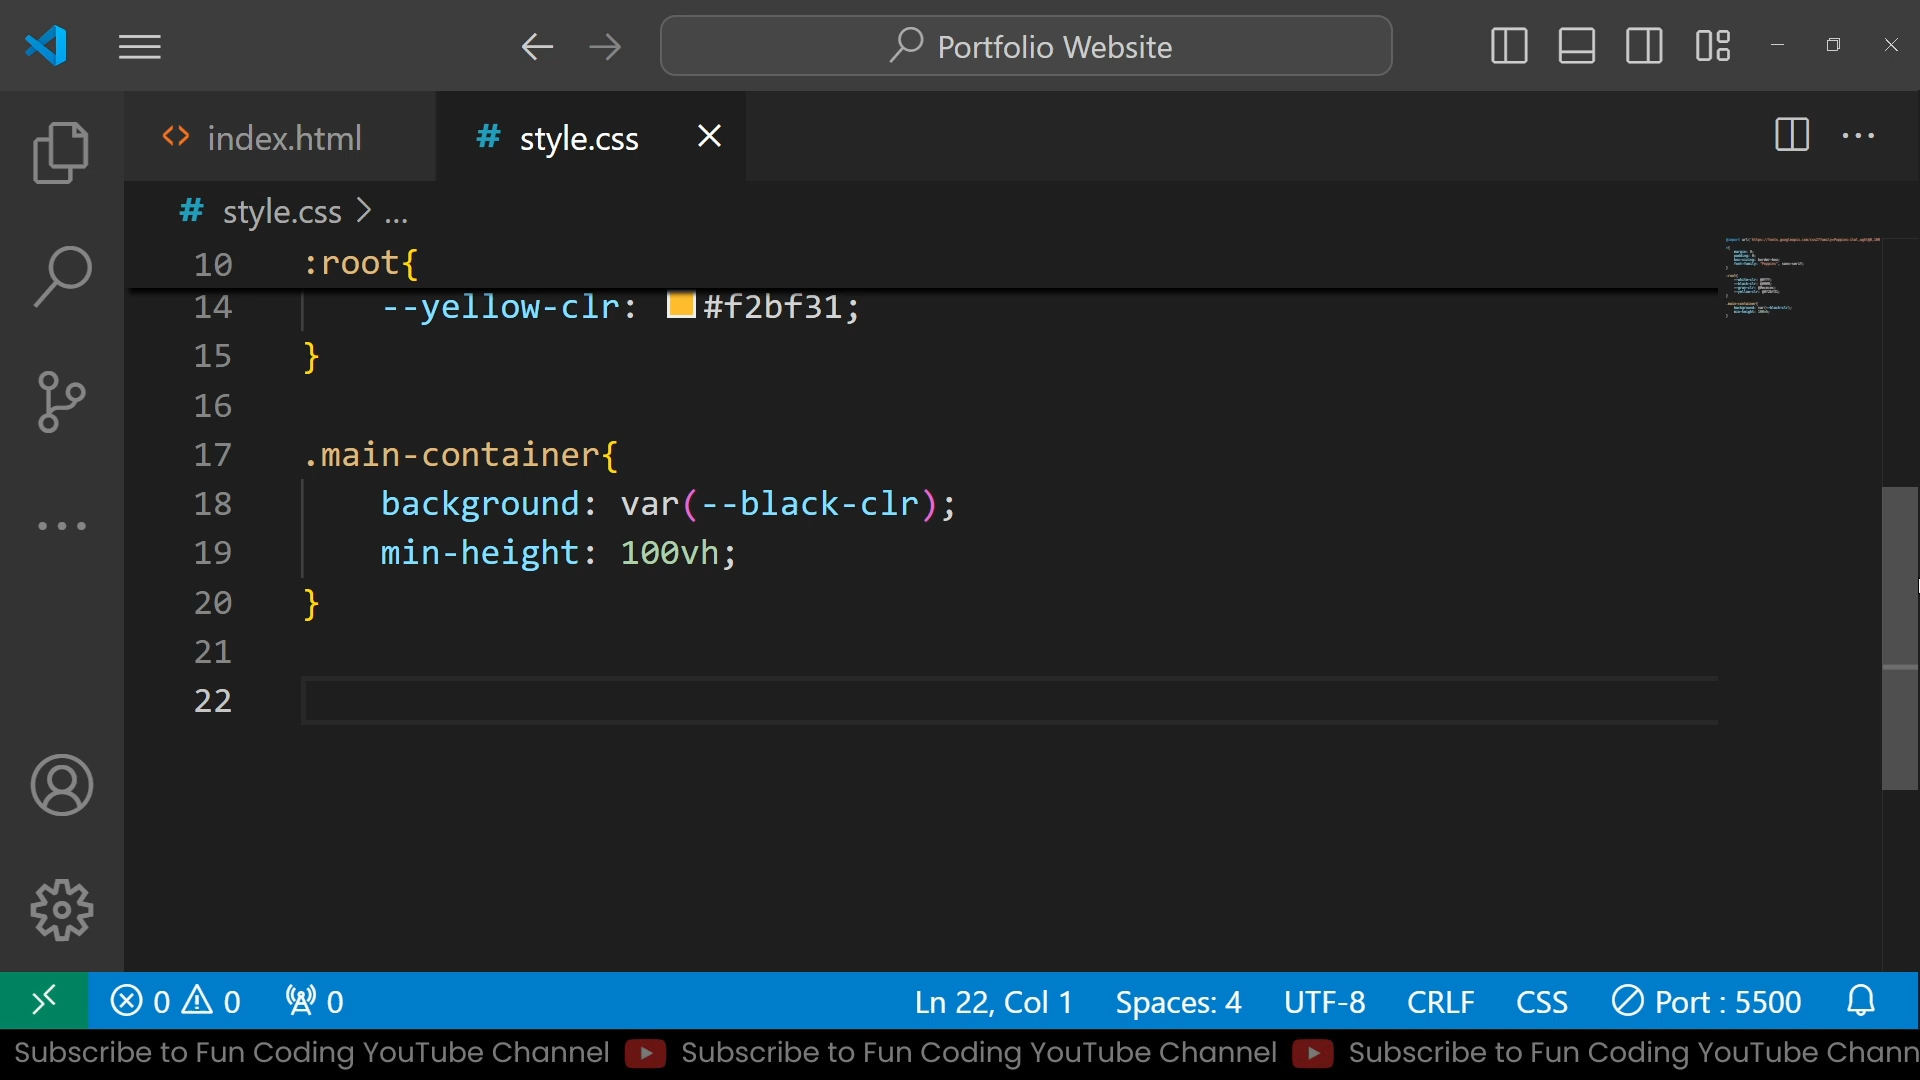 Portfolio Website
index.html
# style.css
# style.css > ...
10 :root{
14 --yellow-clr: #f2bf31;
15 }
16
17 .main-container{
18 background: var(--black-clr);
19 min-height: 100vh;
20 }
21
22
0 0 0 Ln 22, Col 1 Spaces: 4 UTF-8 CRLF CSS Port : 5500
Subscribe to Fun Coding YouTube Channel Subscribe to Fun Coding YouTube Channel Subscribe to Fun Coding YouTube Chann